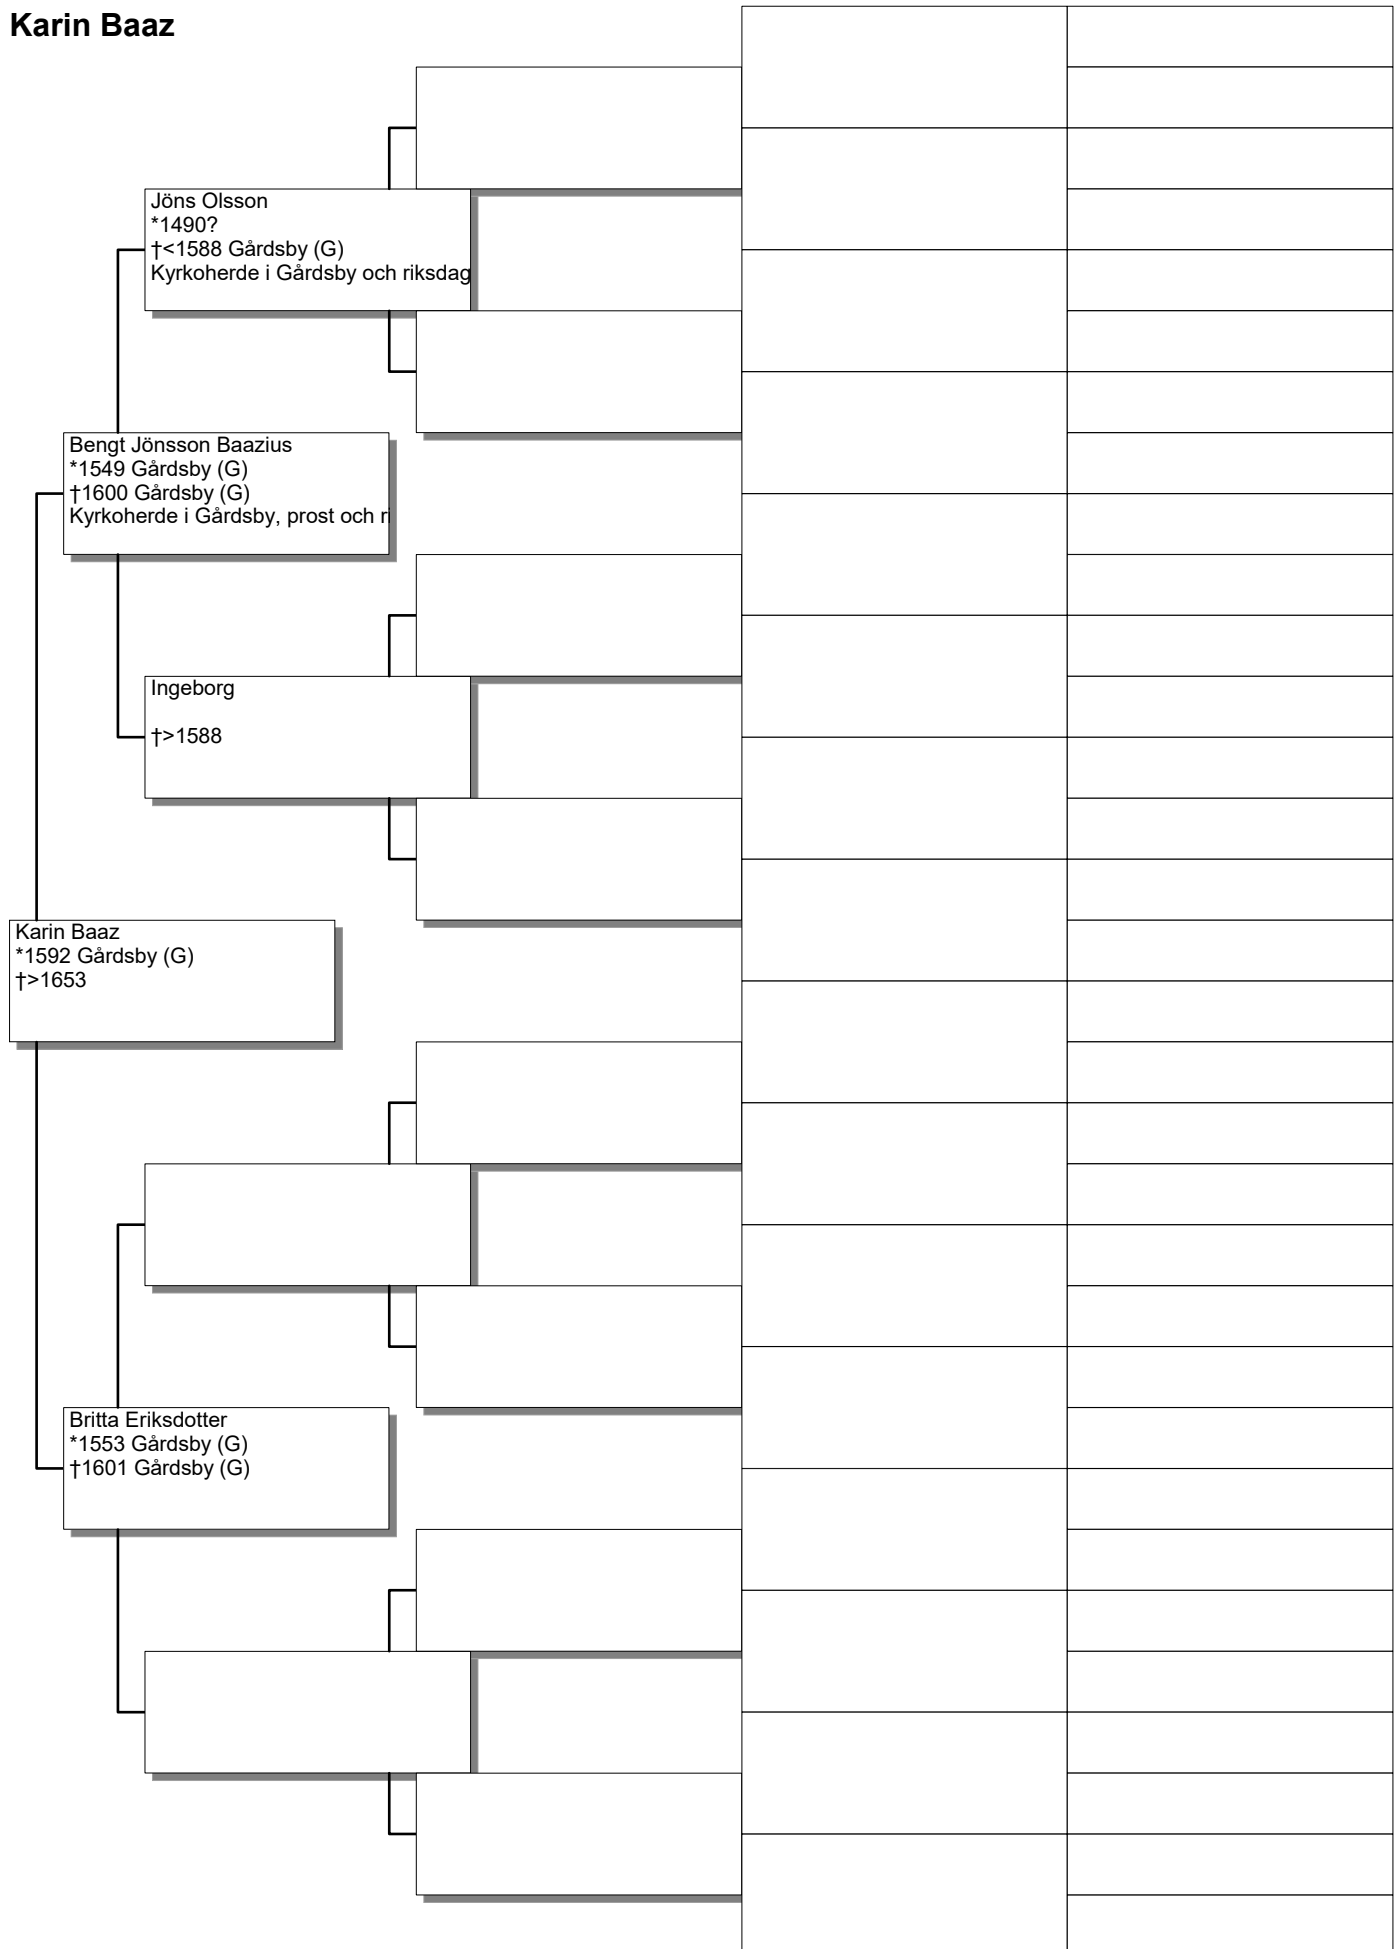 Karin Baaz
Jöns Olsson
*1490?
†<1588 Gårdsby (G)
Kyrkoherde i Gårdsby och riksdag
Bengt Jönsson Baazius
*1549 Gårdsby (G)
†1600 Gårdsby (G)
Kyrkoherde i Gårdsby, prost och ri
Ingeborg
†>1588
Karin Baaz
*1592 Gårdsby (G)
†>1653
Britta Eriksdotter
*1553 Gårdsby (G)
†1601 Gårdsby (G)